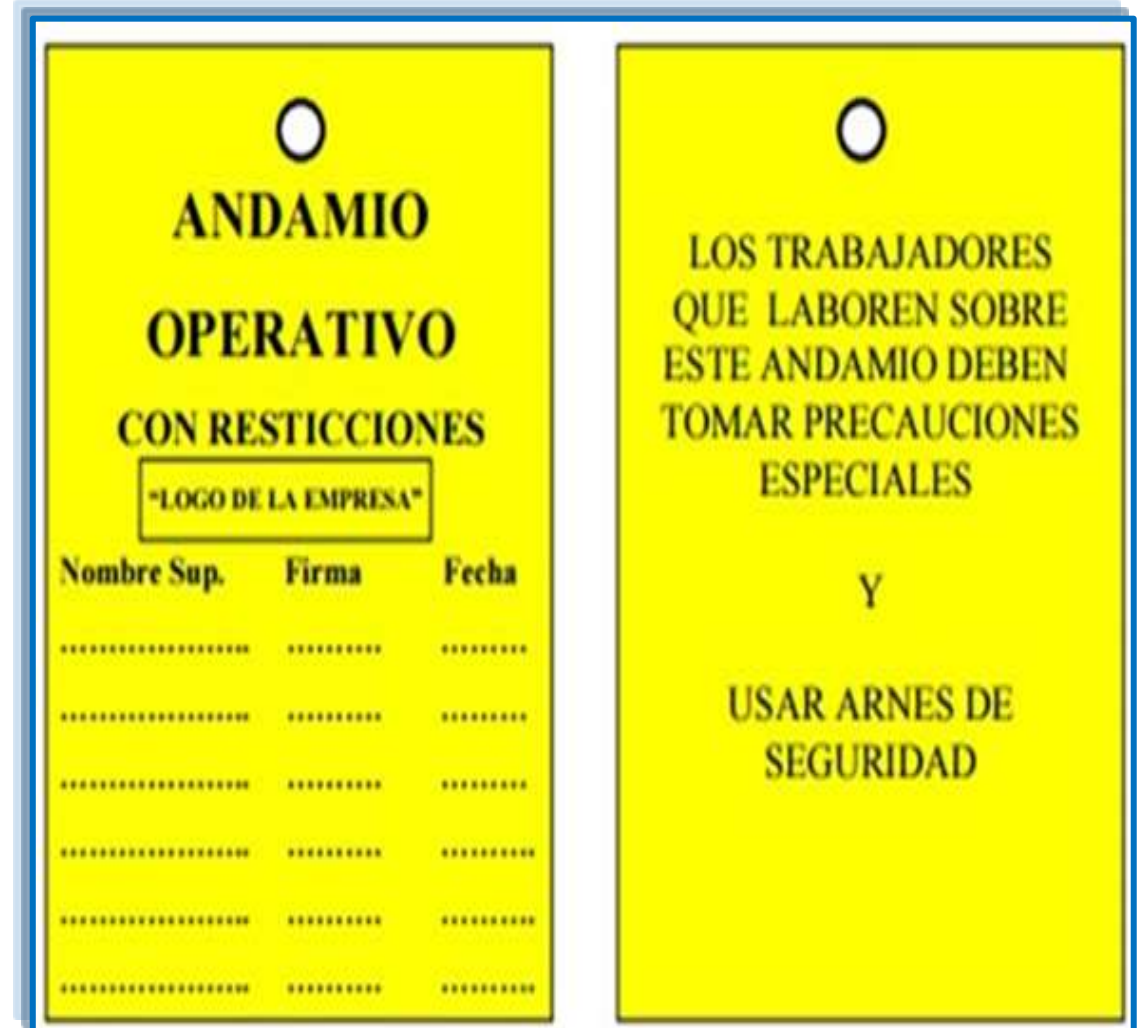 ANDAMIO
OPERATIVO
CON RESTICCIONES
“LOGO DE LA EMPRESA”
Nombre Sup. Firma Fecha
.................... .......... .........
.................... .......... .........
.................... .......... .........
.................... .......... ..........
.................... .......... ..........
.................... .......... ..........
LOS TRABAJADORES
QUE LABOREN SOBRE
ESTE ANDAMIO DEBEN
TOMAR PRECAUCIONES
ESPECIALES
Y
USAR ARNES DE
SEGURIDAD